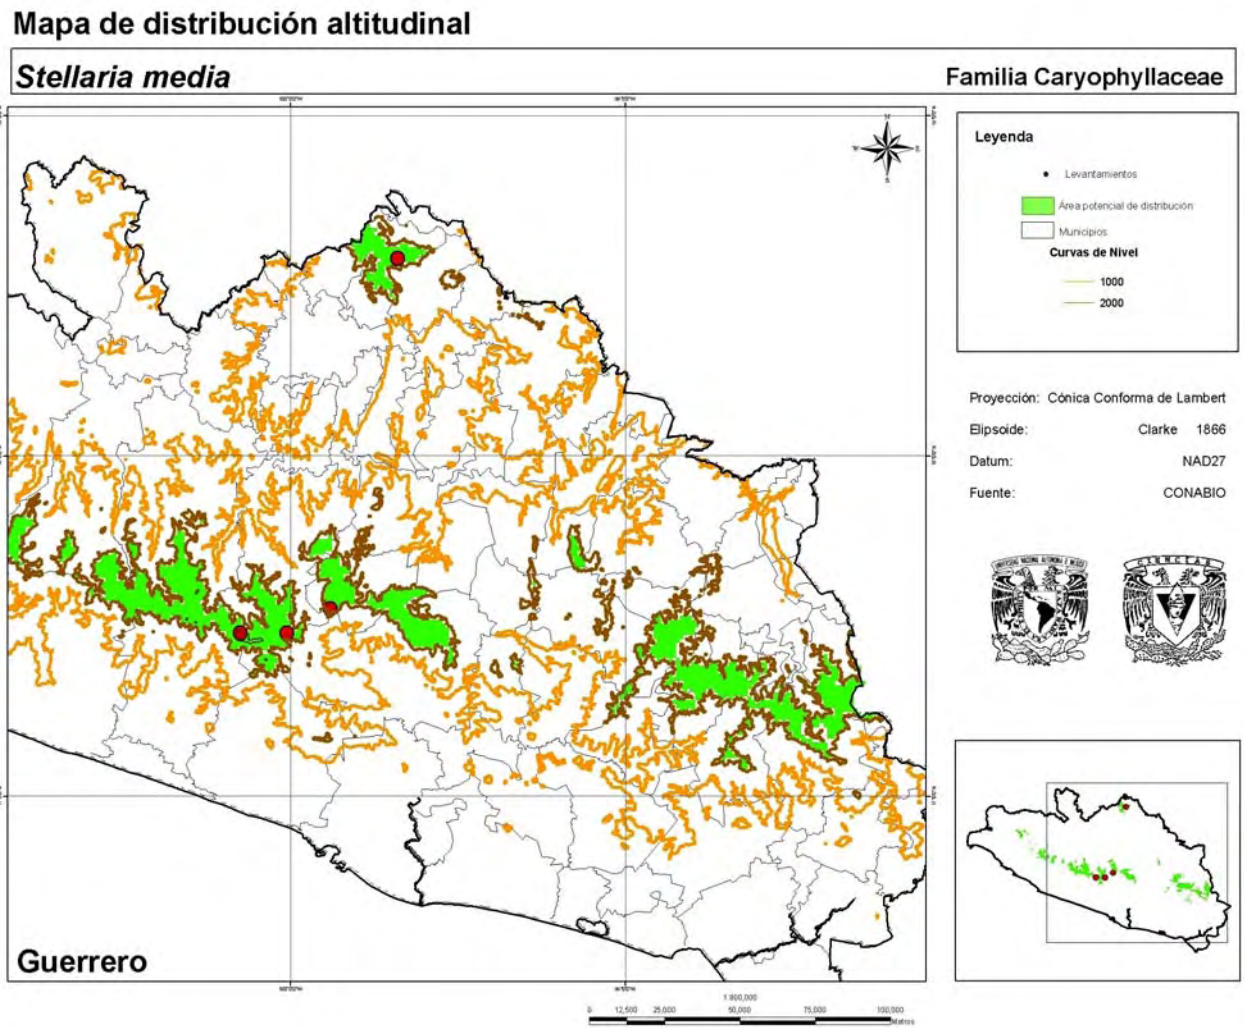 Mapa de distribución altitudinal
Stellaria media
Familia Caryophyllaceae
N
W
E
S
Leyenda
Levantamientos
Área potencial de distribución
Municipios
Curvas de Nivel
1000
2000
Proyección: Cónica Conforma de Lambert
Elipsoide: Clarke 1866
Datum: NAD27
Fuente: CONABIO
Guerrero
1:800,000
0 12,500 25,000 50,000 75,000 100,000
Metros